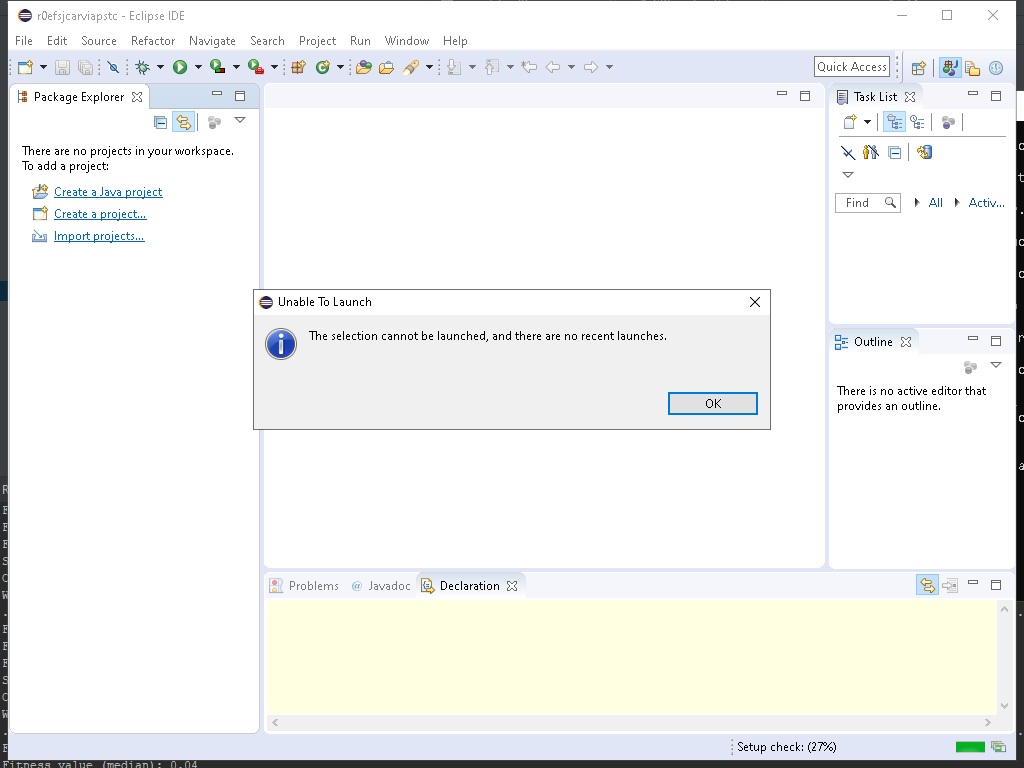 r0efsjcarviapstc - Eclipse IDE
File Edit Source Refactor Navigate Search Project Run Window Help
Quick Access
Package Explorer
There are no projects in your workspace.
To add a project:
Create a Java project
Create a project...
Import projects...
Task List
Find All Activ...
Unable To Launch
The selection cannot be launched, and there are no recent launches.
OK
Outline
There is no active editor that
provides an outline.
Problems @ Javadoc Declaration
Setup check: (27%)
Fitness value (median): 0.04